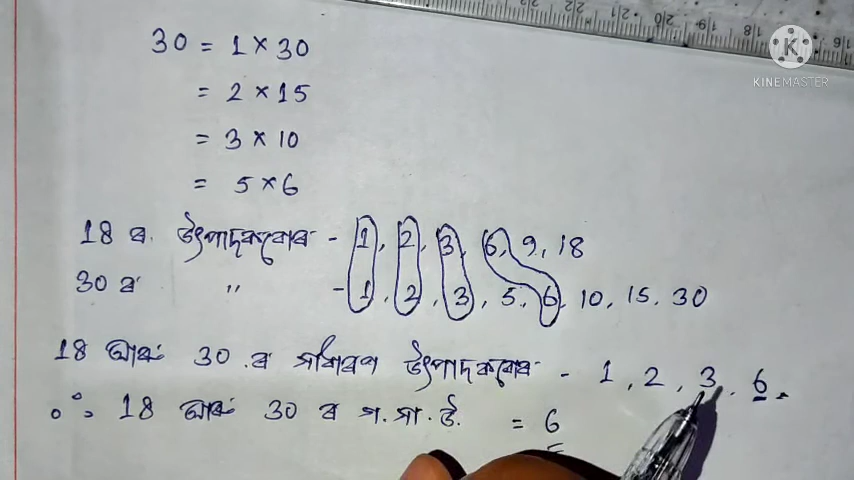 30 = 1 × 30
= 2 × 15
= 3 × 10
= 5 × 6
18 ৰ উৎপাদকবোৰ - 1, 2, 3, 6, 9, 18
30 ৰ " - 1, 2, 3, 5, 6, 10, 15, 30
18 আৰু 30 ৰ সাধাৰণ উৎপাদকবোৰ - 1, 2, 3, 6.
∴ 18 আৰু 30 ৰ গ.সা.উ. = 6
KINEMASTER